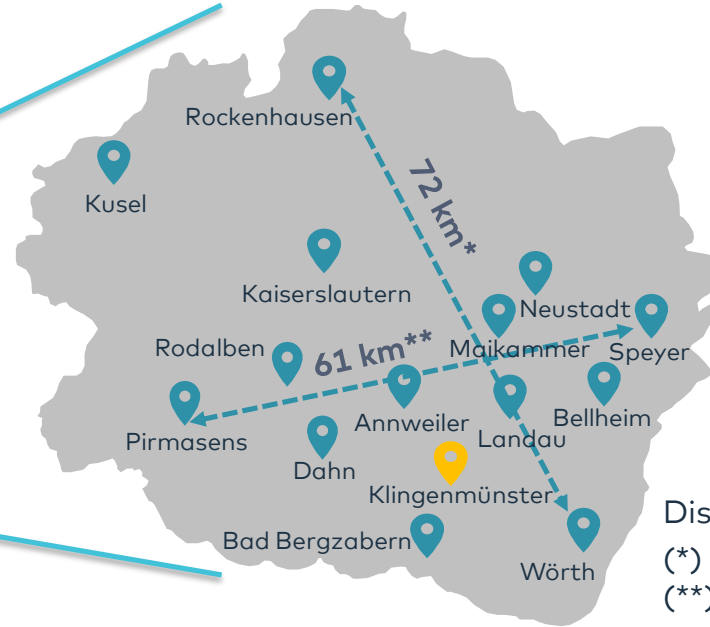 Rockenhausen
Kusel
72 km*
Kaiserslautern
Neustadt
Rodalben
61 km**
Maikammer
Speyer
Pirmasens
Annweiler
Bellheim
Landau
Dahn
Klingenmünster
Bad Bergzabern
Wörth
Dis
(*)
(**)